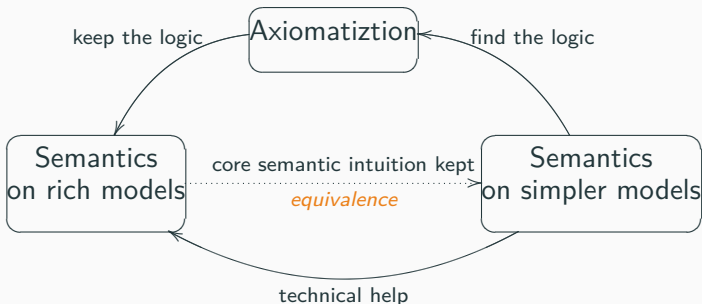 Axiomatiztion
keep the logic
find the logic
Semantics
on rich models
core semantic intuition kept
equivalence
Semantics
on simpler models
technical help